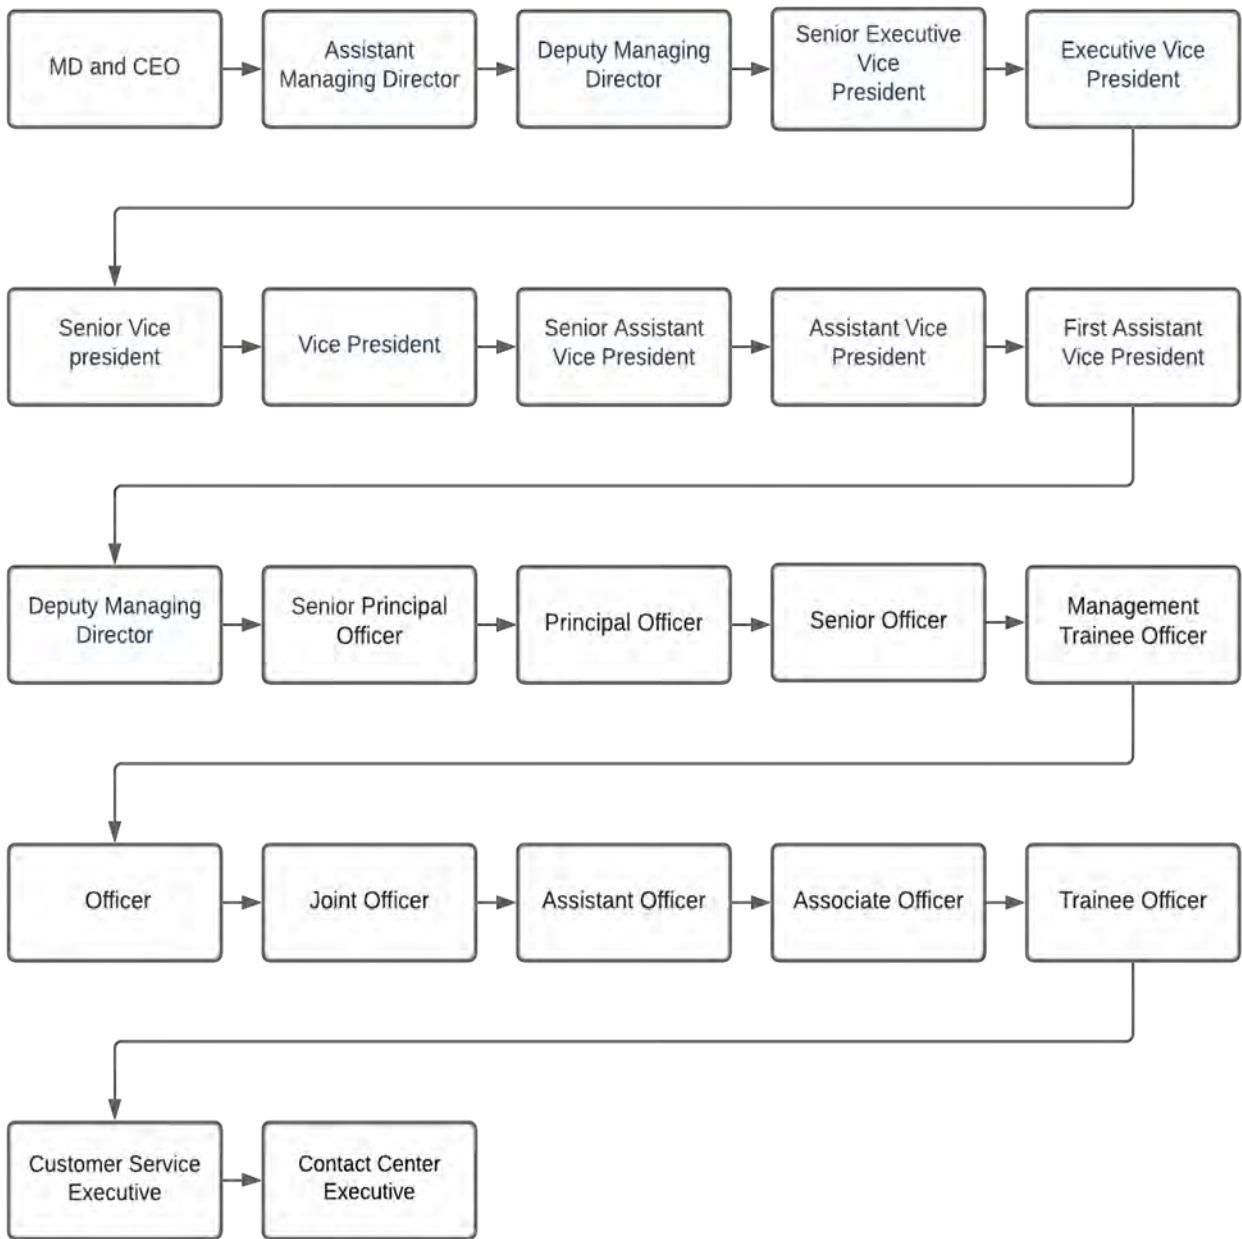 MD and CEO
Assistant
Managing Director
Deputy Managing
Director
Senior Executive
Vice
President
Executive Vice
President
Senior Vice
president
Vice President
Senior Assistant
Vice President
Assistant Vice
President
First Assistant
Vice President
Deputy Managing
Director
Senior Principal
Officer
Principal Officer
Senior Officer
Management
Trainee Officer
Officer
Joint Officer
Assistant Officer
Associate Officer
Trainee Officer
Customer Service
Executive
Contact Center
Executive